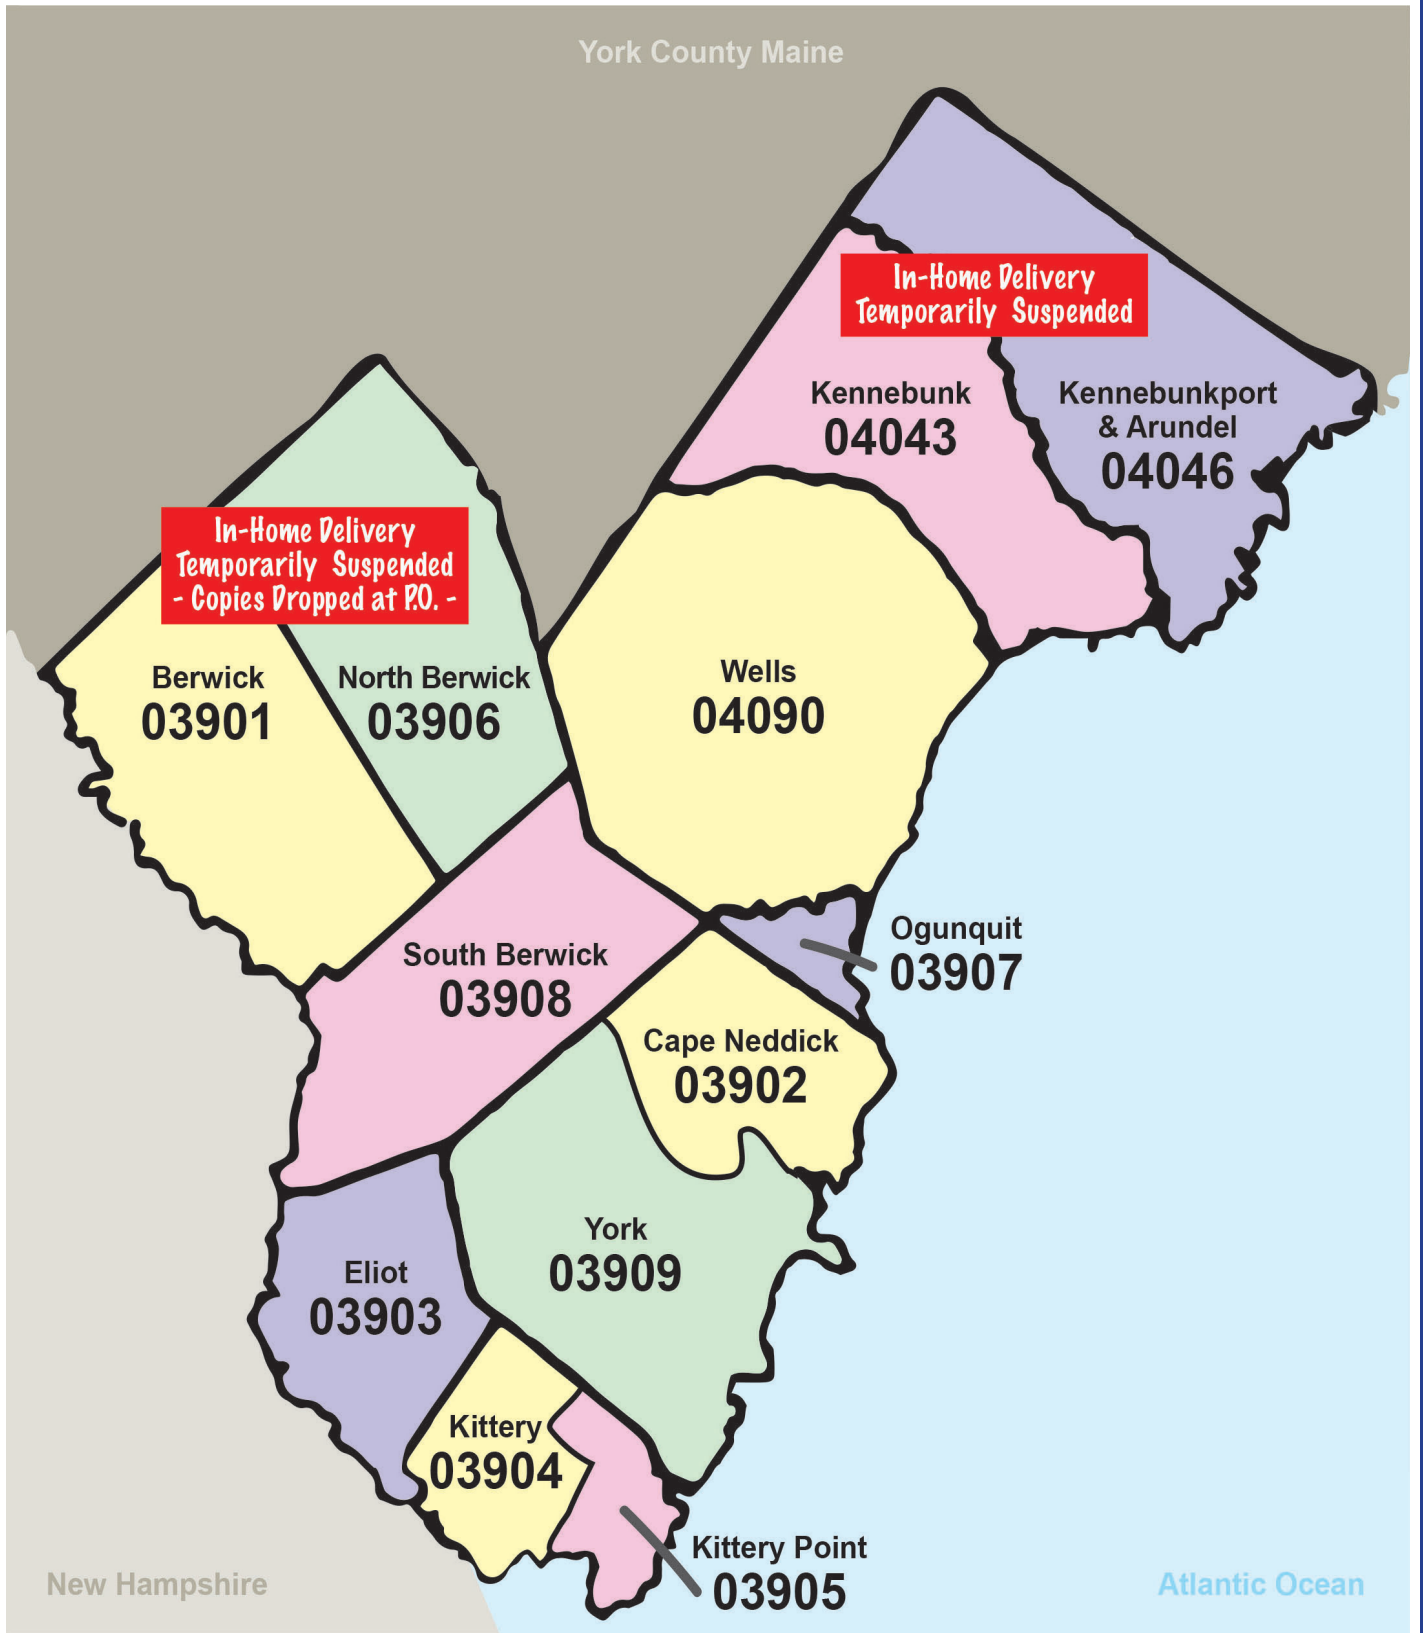 York County Maine
In-Home Delivery
Temporarily Suspended
Kennebunk
04043
Kennebunkport
& Arundel
04046
In-Home Delivery
Temporarily Suspended
- Copies Dropped at P.O. -
Berwick
03901
North Berwick
03906
Wells
04090
South Berwick
03908
Ogunquit
03907
Cape Neddick
03902
York
03909
Eliot
03903
Kittery
03904
Kittery Point
03905
New Hampshire
Atlantic Ocean